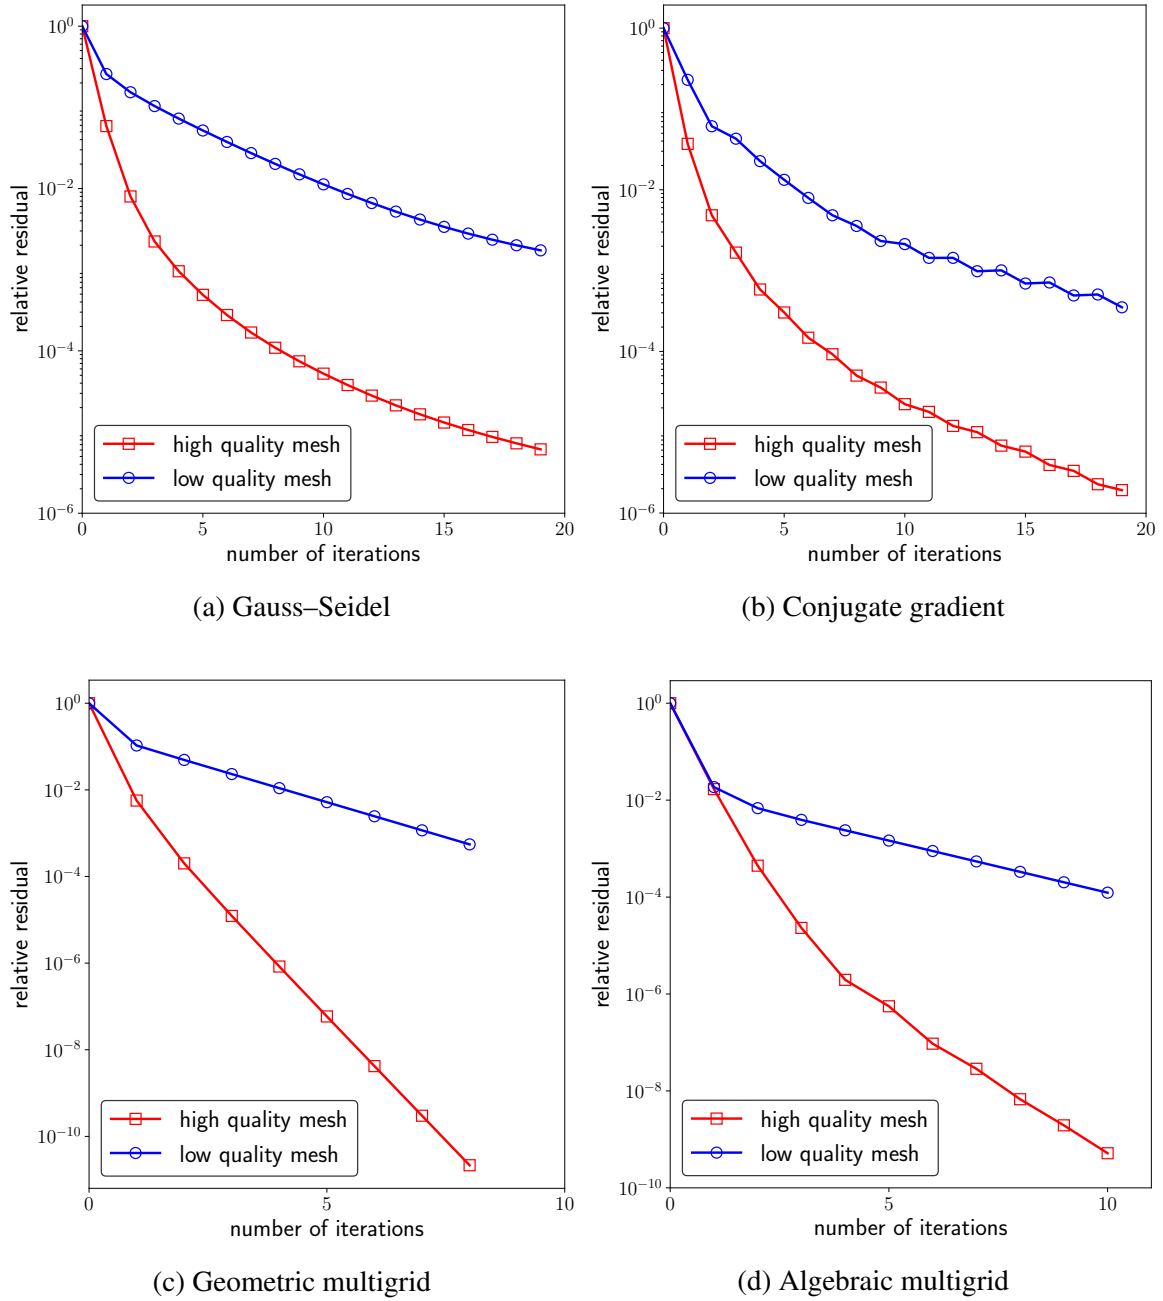 10^0
10^-2
10^-4
10^-6
relative residual
high quality mesh
low quality mesh
0 5 10 15 20
number of iterations
(a) Gauss–Seidel
10^0
10^-2
10^-4
10^-6
relative residual
high quality mesh
low quality mesh
0 5 10 15 20
number of iterations
(b) Conjugate gradient
10^0
10^-2
10^-4
10^-6
10^-8
10^-10
relative residual
high quality mesh
low quality mesh
0 5 10
number of iterations
(c) Geometric multigrid
10^0
10^-2
10^-4
10^-6
10^-8
10^-10
relative residual
high quality mesh
low quality mesh
0 5 10
number of iterations
(d) Algebraic multigrid